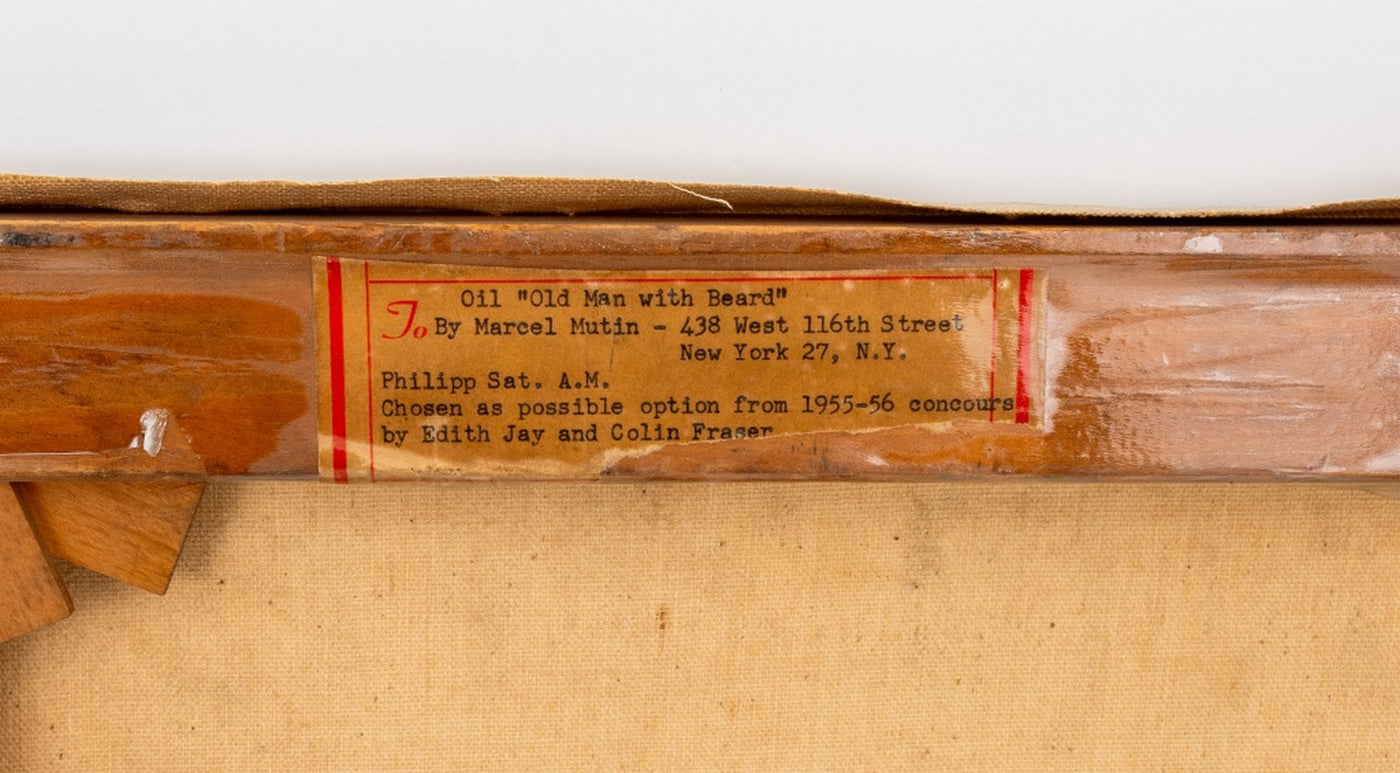 Oil "Old Man with Beard"
To By Marcel Mutin - 438 West 116th Street
New York 27, N.Y.
Philipp Sat. A.M.
Chosen as possible option from 1955-56 concours
by Edith Jay and Colin Fraser